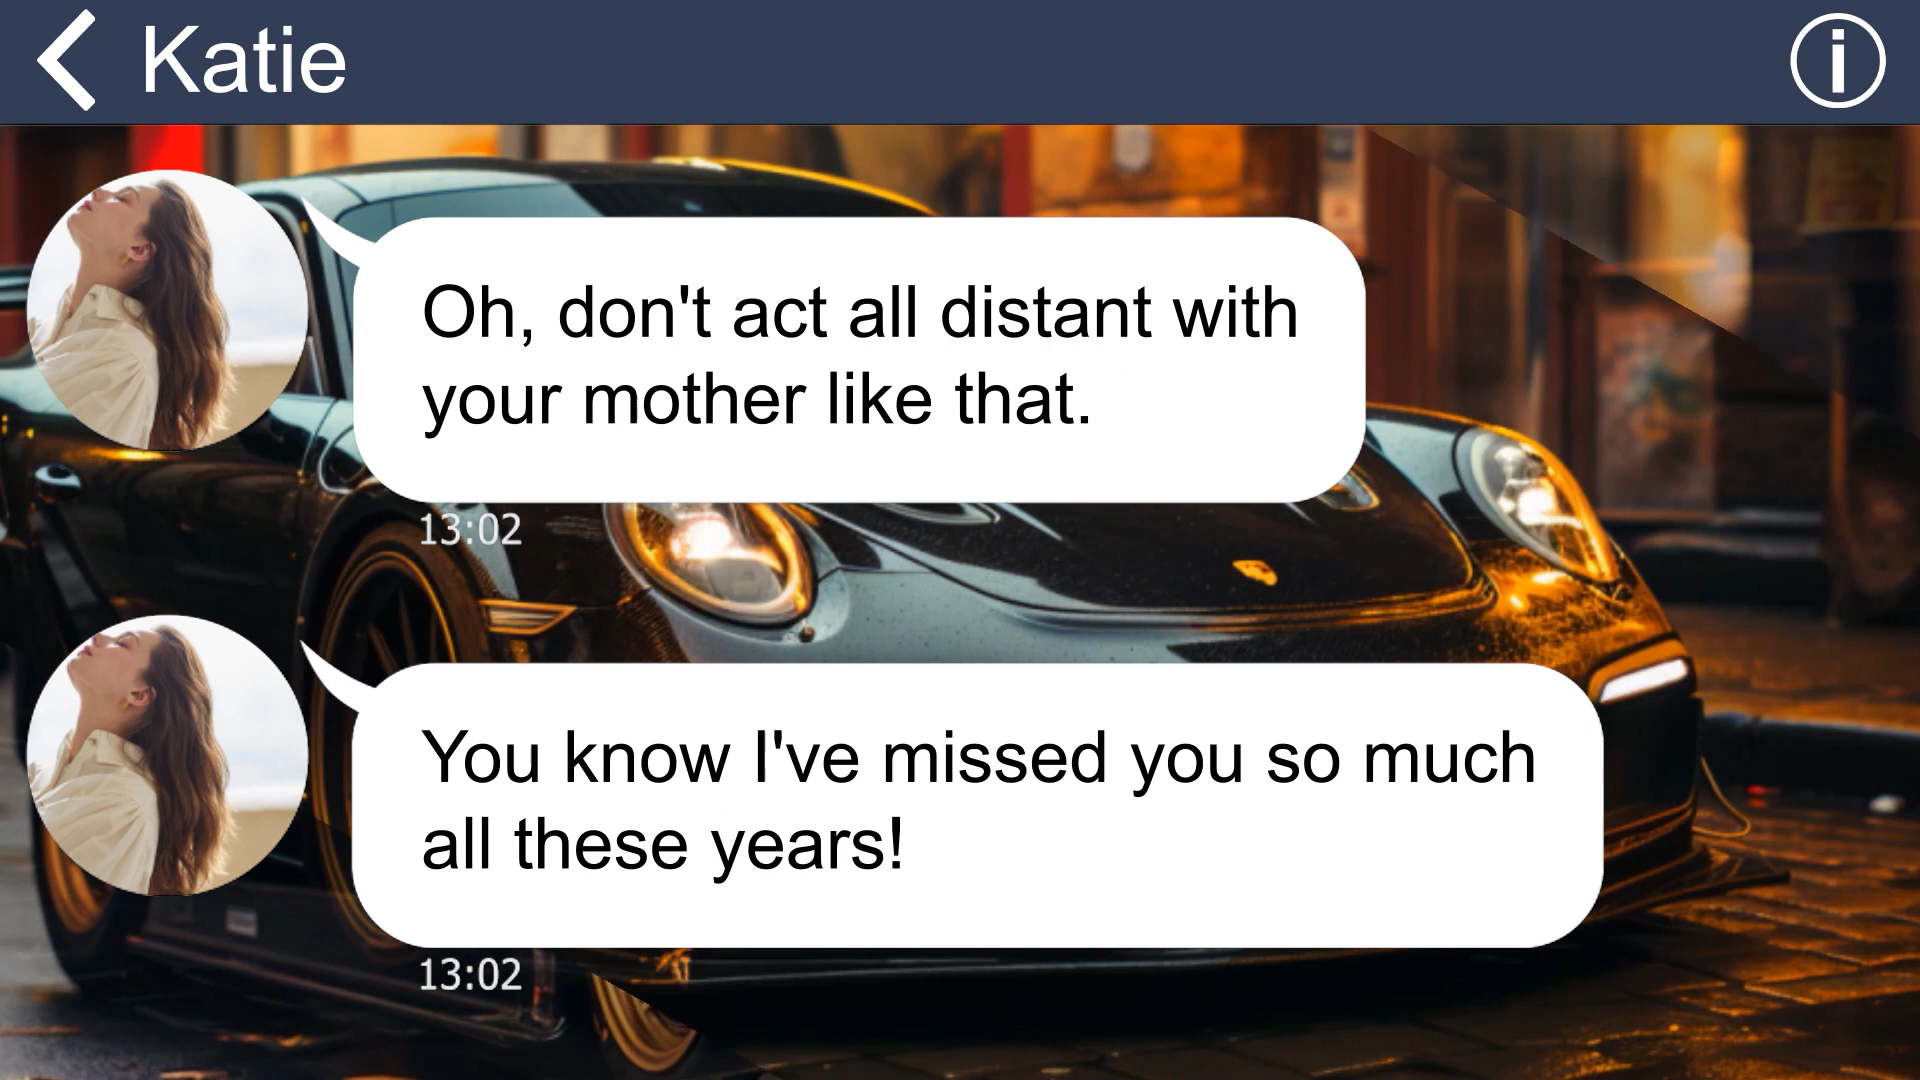 Katie
Oh, don't act all distant with
your mother like that.
13:02
You know I've missed you so much
all these years!
13:02